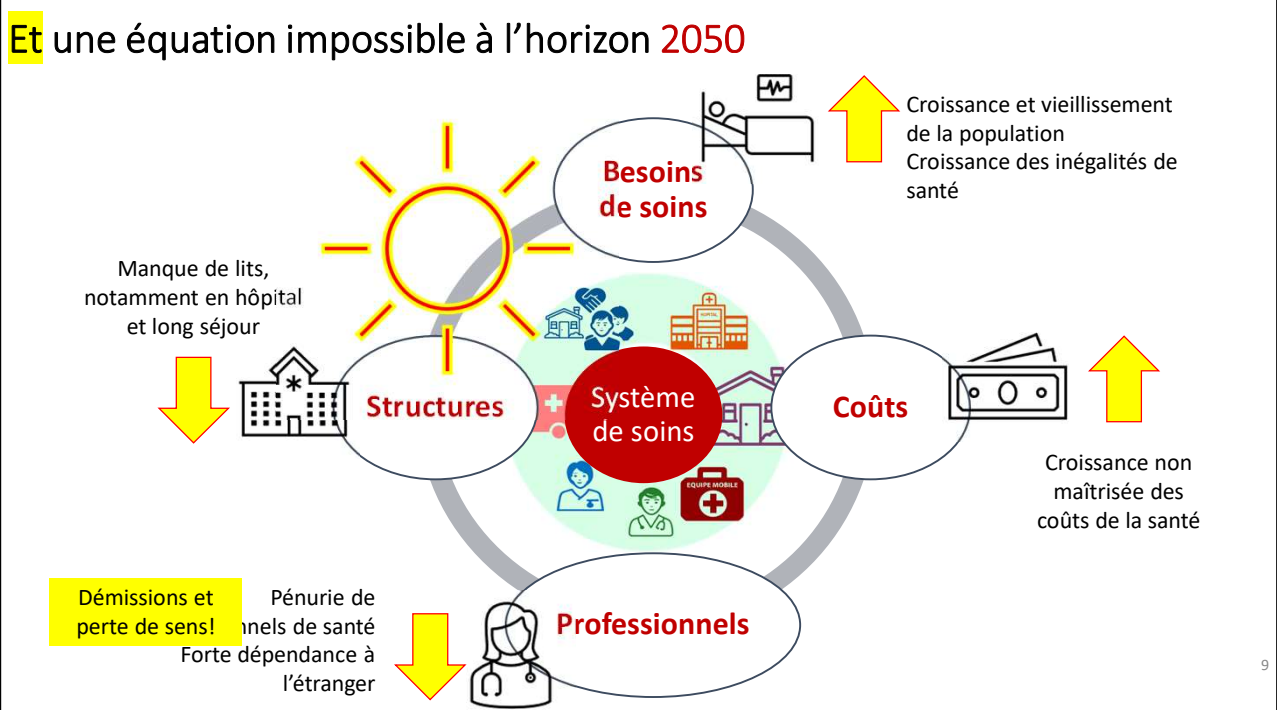 Et une équation impossible à l’horizon 2050
Croissance et vieillissement
de la population
Croissance des inégalités de
santé
Besoins
de soins
Manque de lits,
notamment en hôpital
et long séjour
HOPITAL
Structures
Système
de soins
Coûts
EQUIPE MOBILE
Croissance non
maîtrisée des
coûts de la santé
Démissions et
perte de sens!
Pénurie de
nnels de santé
Forte dépendance à
l’étranger
Professionnels
9